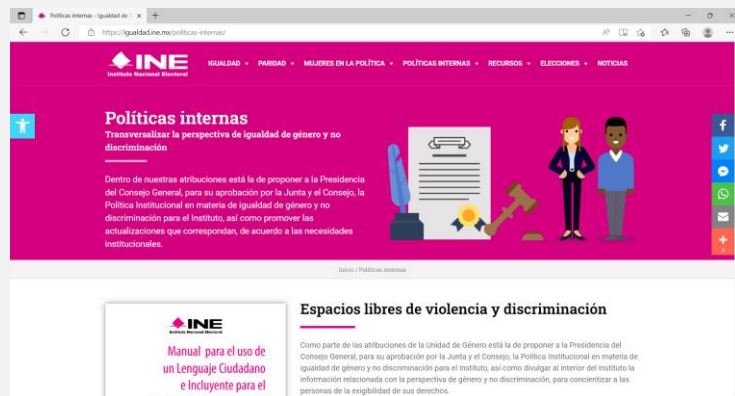 Políticas internas - Igualdad de
https://igualdad.ine.mx/politicas-internas/
INE
Instituto Nacional Electoral
IGUALDAD
PARIDAD
MUJERES EN LA POLÍTICA
POLÍTICAS INTERNAS
RECURSOS
ELECCIONES
NOTICIAS
Políticas internas
Transversalizar la perspectiva de igualdad de género y no
discriminación
Dentro de nuestras atribuciones está la de proponer a la Presidencia
del Consejo General, para su aprobación por la Junta y el Consejo, la
Política Institucional en materia de igualdad de género y no
discriminación para el Instituto, así como promover las
actualizaciones que correspondan, de acuerdo a las necesidades
institucionales.
Inicio / Políticas internas
INE
Instituto Nacional Electoral
Manual para el uso de
un Lenguaje Ciudadano
e Incluyente para el
Espacios libres de violencia y discriminación
Como parte de las atribuciones de la Unidad de Género está la de proponer a la Presidencia del
Consejo General, para su aprobación por la Junta y el Consejo, la Política Institucional en materia de
igualdad de género y no discriminación para el Instituto, así como divulgar al interior del Instituto la
información relacionada con la perspectiva de género y no discriminación, para concientizar a las
personas de la exigibilidad de sus derechos.